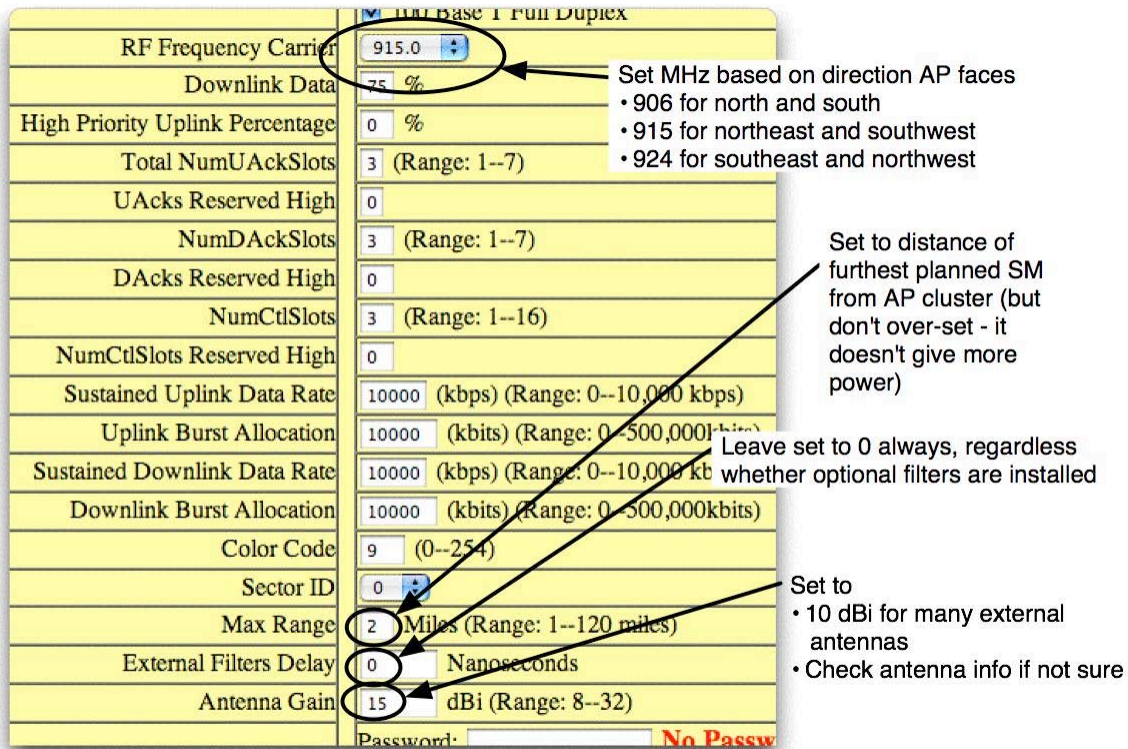 100 Base T Full Duplex
RF Frequency Carrier 915.0
Set MHz based on direction AP faces
• 906 for north and south
• 915 for northeast and southwest
• 924 for southeast and northwest
Downlink Data 75 %
High Priority Uplink Percentage 0 %
Total NumUAckSlots 3 (Range: 1--7)
UAcks Reserved High 0
NumDAckSlots 3 (Range: 1--7)
DAcks Reserved High 0
NumCtlSlots 3 (Range: 1--16)
NumCtlSlots Reserved High 0
Set to distance of
furthest planned SM
from AP cluster (but
don't over-set - it
doesn't give more
power)
Sustained Uplink Data Rate 10000 (kbps) (Range: 0--10,000 kbps)
Uplink Burst Allocation 10000 (kbits) (Range: 0--500,000kbits)
Sustained Downlink Data Rate 10000 (kbps) (Range: 0--10,000 kb
Leave set to 0 always, regardless
whether optional filters are installed
Downlink Burst Allocation 10000 (kbits) (Range: 0--500,000kbits)
Color Code 9 (0--254)
Sector ID 0
Max Range 2 Miles (Range: 1--120 miles)
External Filters Delay 0 Nanoseconds
Antenna Gain 15 dBi (Range: 8--32)
Set to
• 10 dBi for many external
antennas
• Check antenna info if not sure
Password: No Passw